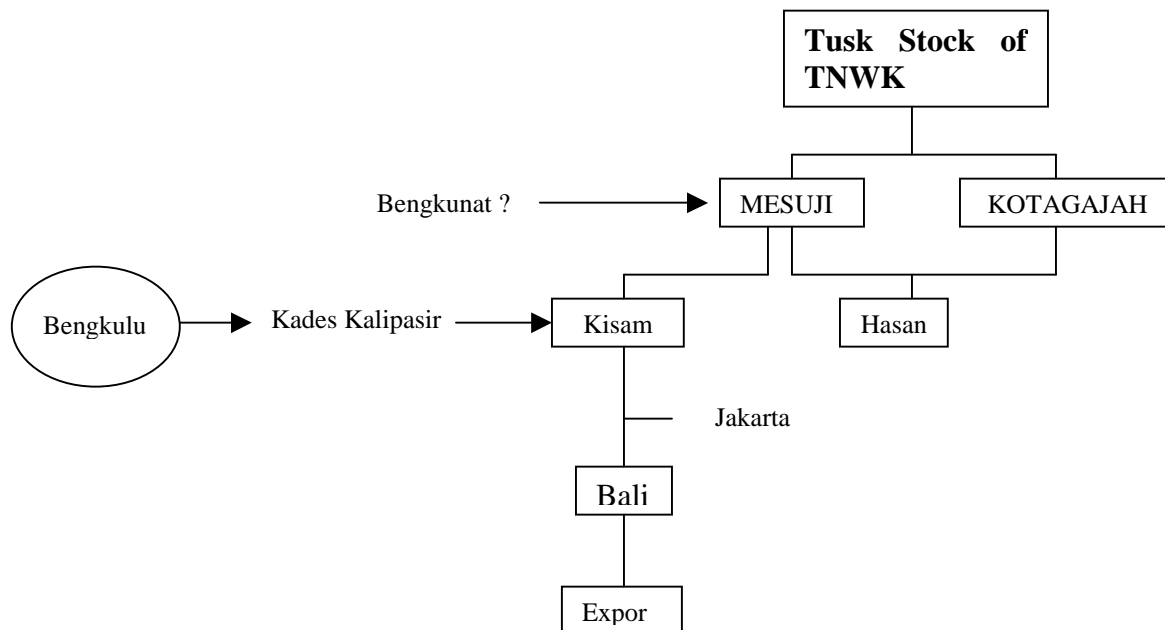 Tusk Stock of
TNWK
Bengkunat ?
MESUJI
KOTAGAJAH
Bengkulu
Kades Kalipasir
Kisam
Hasan
Jakarta
Bali
Expor